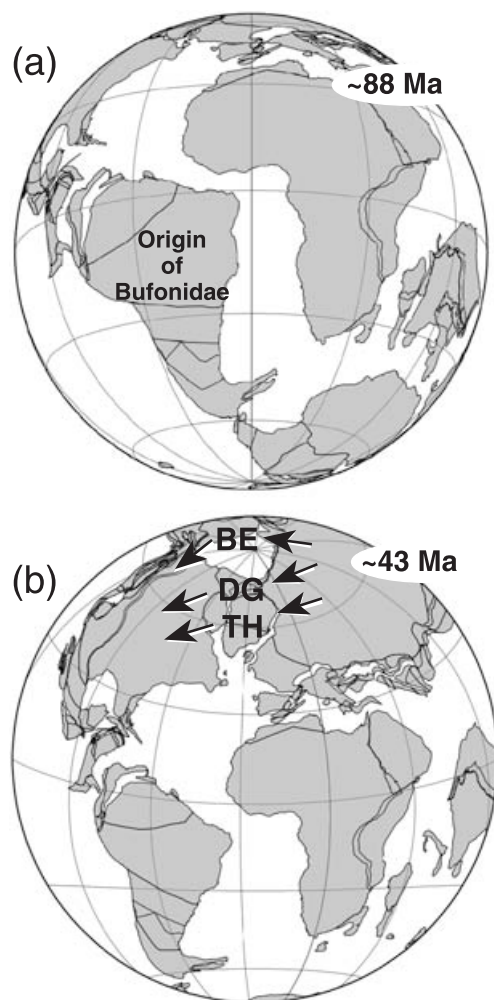 (a)
~88 Ma
Origin
of
Bufonidae
(b)
~43 Ma
BE
DG
TH